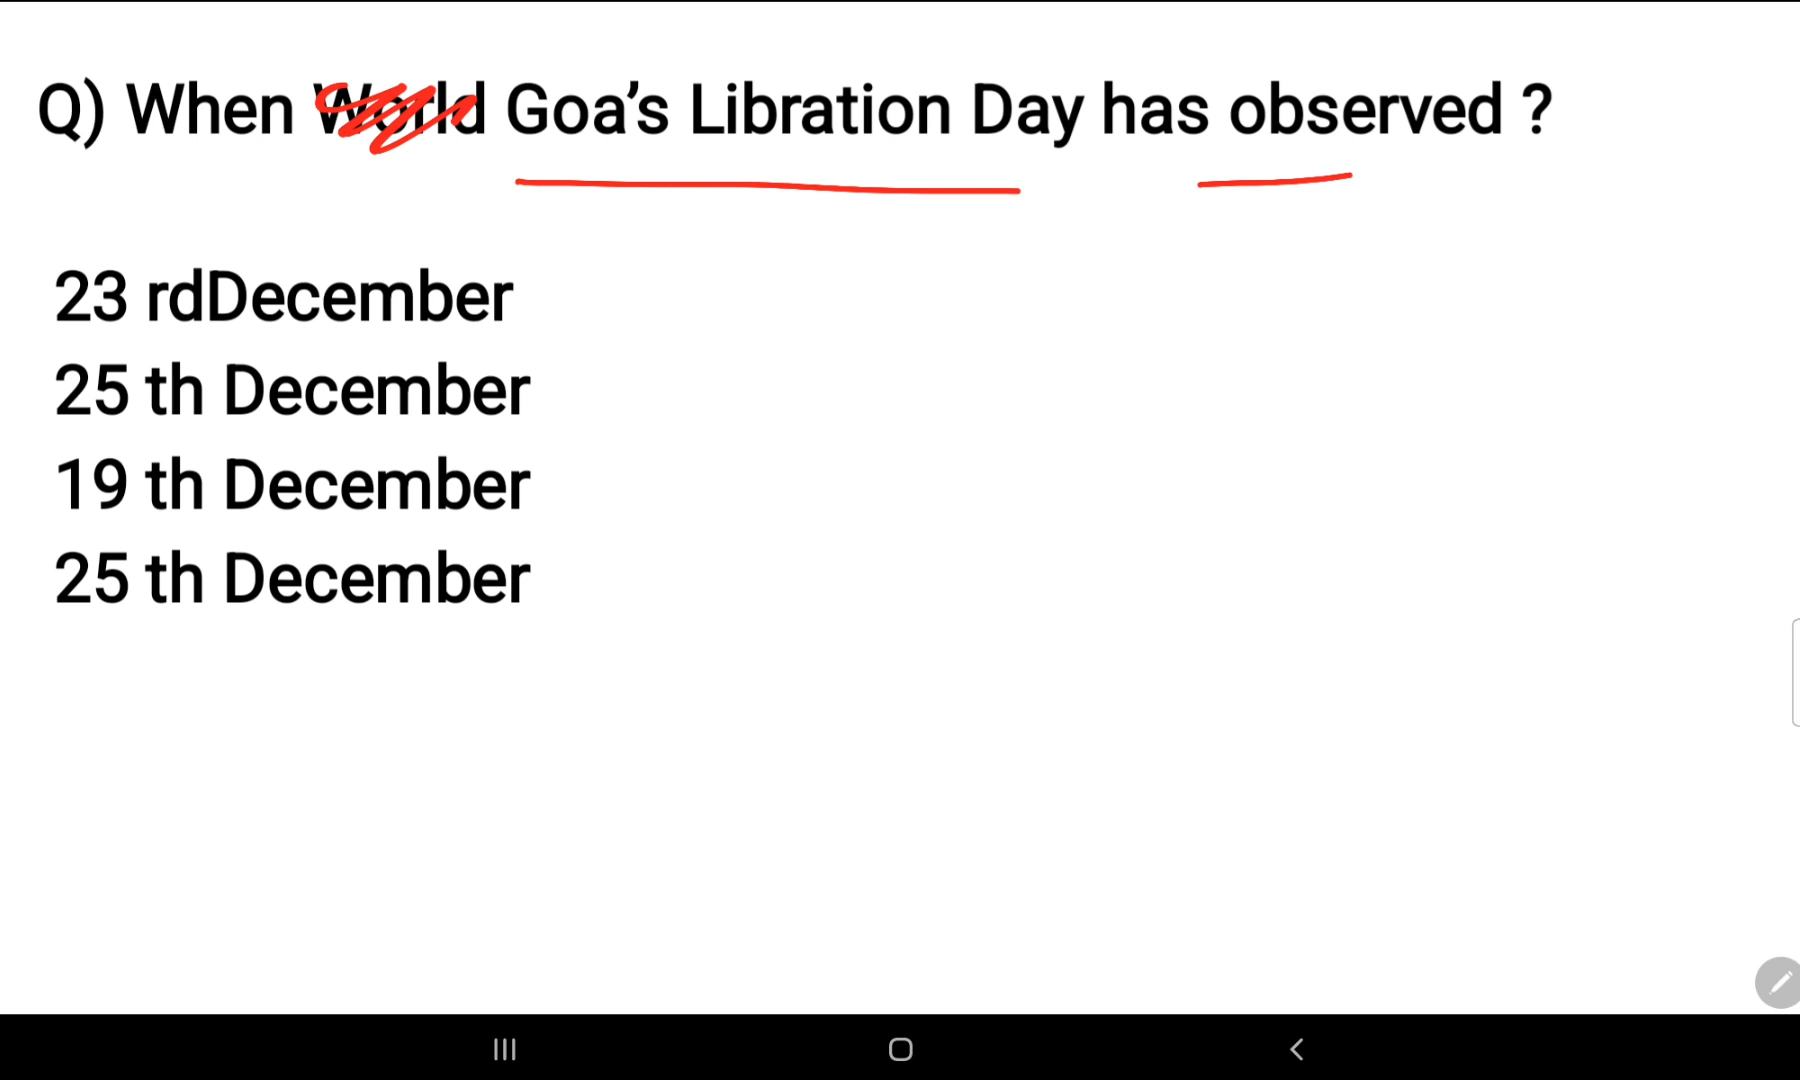 Q) When World Goa's Libration Day has observed ?
23 rdDecember
25 th December
19 th December
25 th December